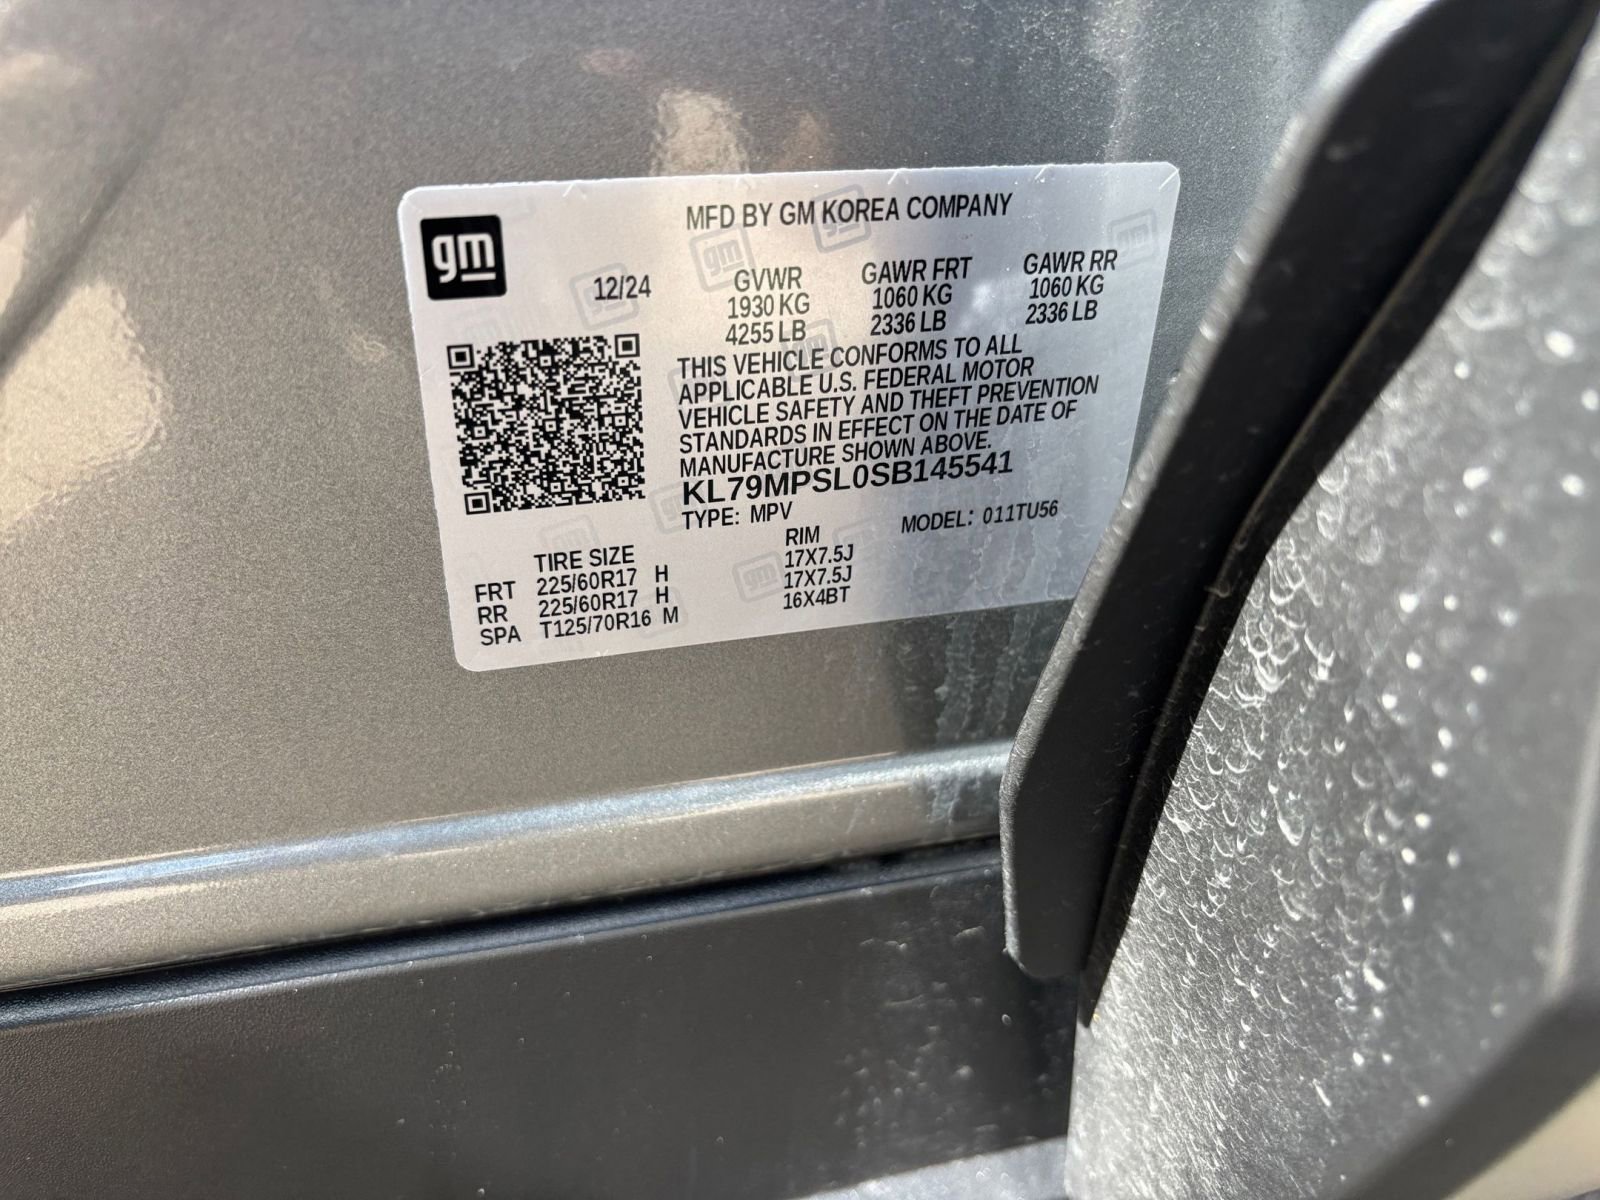 gm
MFD BY GM KOREA COMPANY
12/24
GVWR GAWR FRT GAWR RR
1930 KG 1060 KG 1060 KG
4255 LB 2336 LB 2336 LB
THIS VEHICLE CONFORMS TO ALL
APPLICABLE U.S. FEDERAL MOTOR
VEHICLE SAFETY AND THEFT PREVENTION
STANDARDS IN EFFECT ON THE DATE OF
MANUFACTURE SHOWN ABOVE.
KL79MPSL0SB145541
TYPE: MPV MODEL: 011TU56
TIRE SIZE RIM
FRT 225/60R17 H 17X7.5J
RR 225/60R17 H 17X7.5J
SPA T125/70R16 M 16X4BT